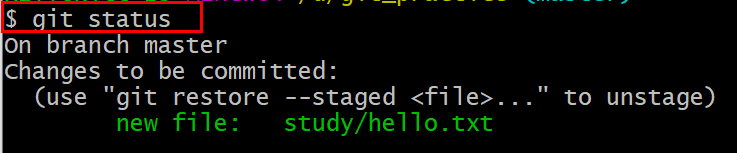 $ git status
On branch master
Changes to be committed:
(use "git restore --staged <file>..." to unstage)
new file: study/hello.txt